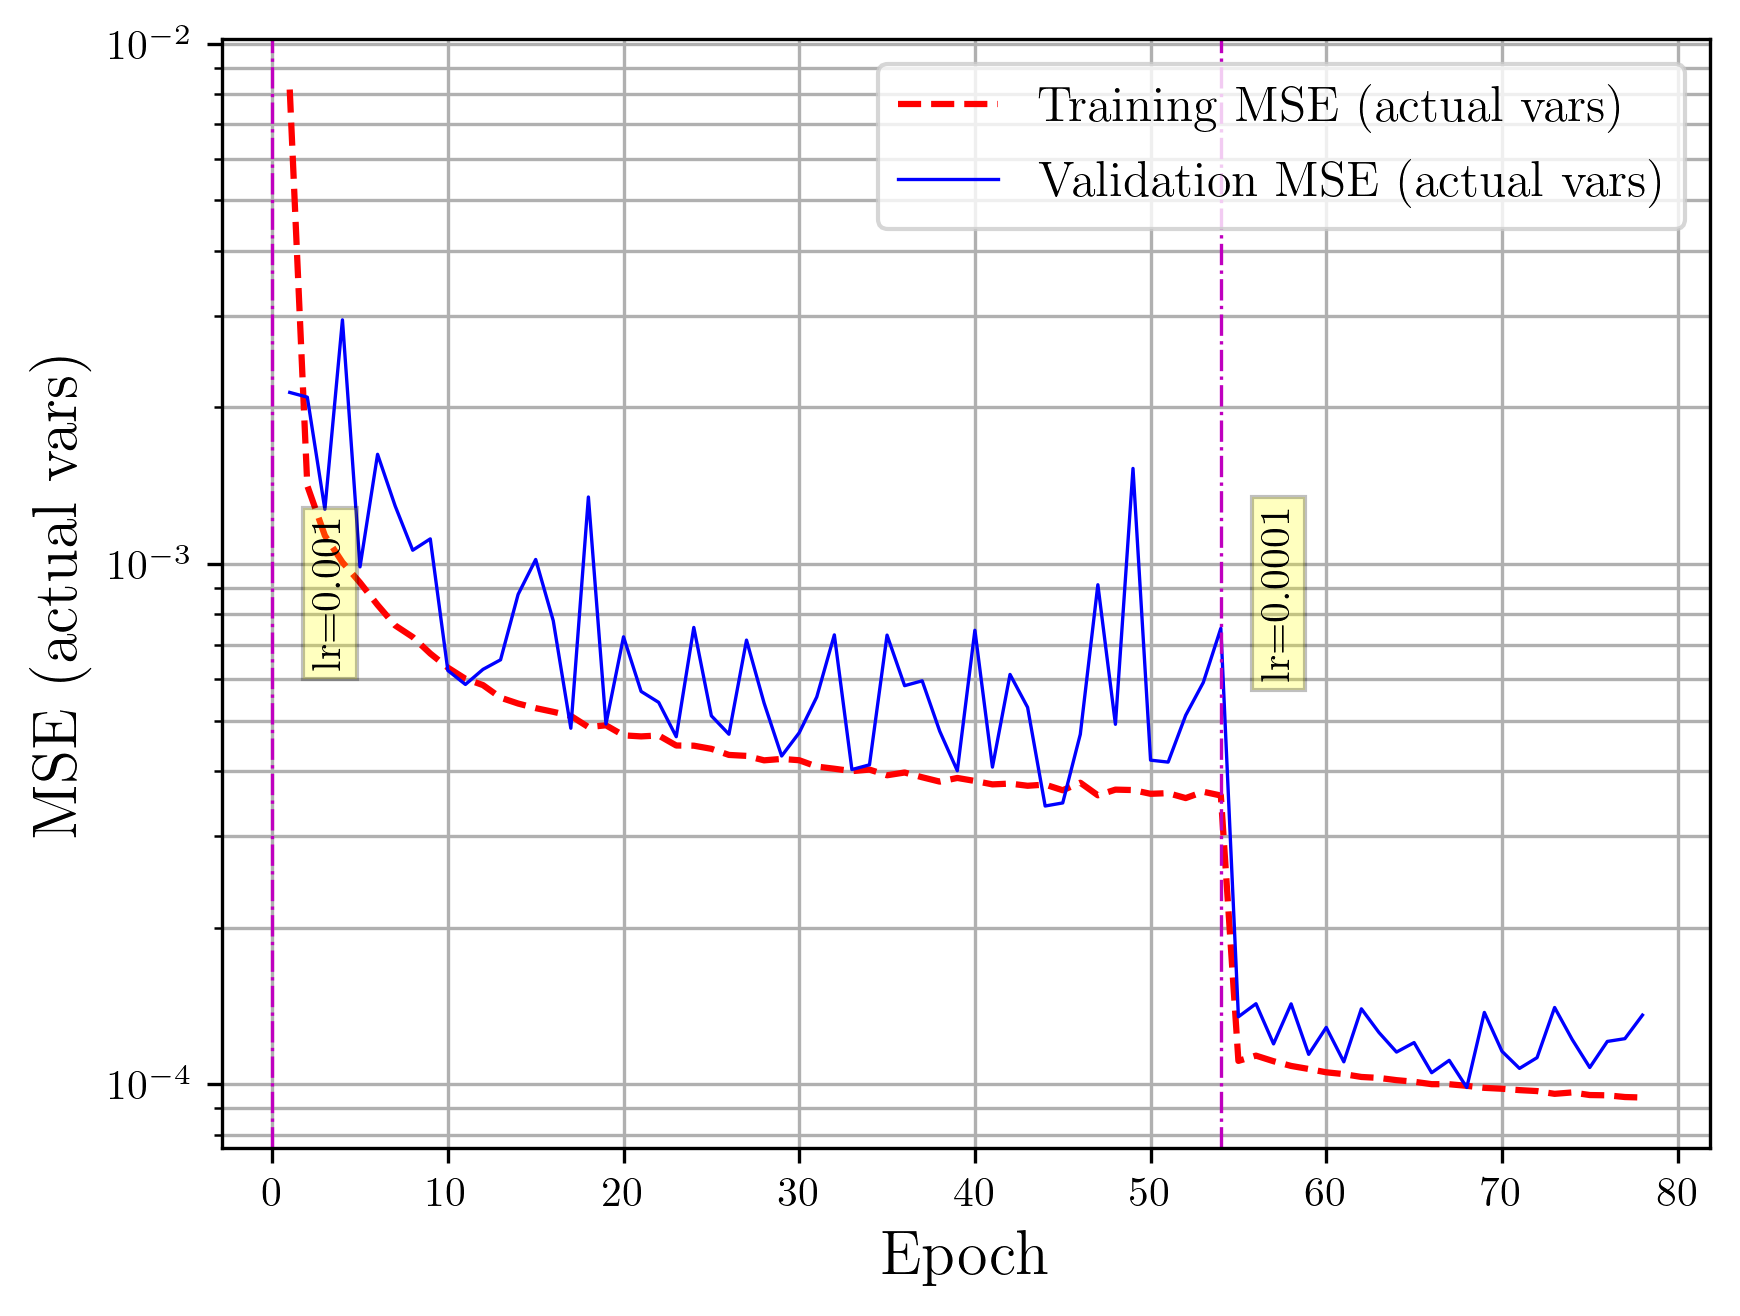 MSE (actual vars)
10⁻²
10⁻³
10⁻⁴
Training MSE (actual vars)
Validation MSE (actual vars)
lr=0.001
lr=0.0001
0 10 20 30 40 50 60 70 80
Epoch